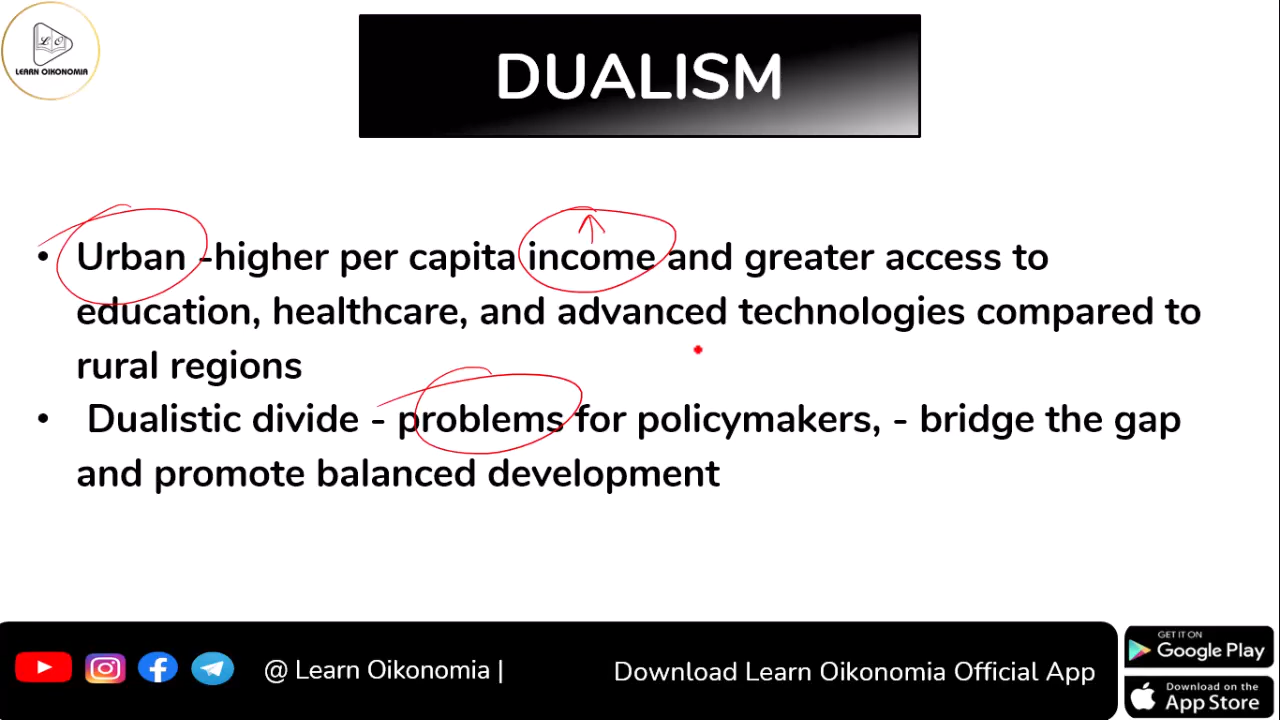 LO
LEARN OIKONOMIA
DUALISM
• Urban -higher per capita income and greater access to
education, healthcare, and advanced technologies compared to
rural regions
• Dualistic divide - problems for policymakers, - bridge the gap
and promote balanced development
@ Learn Oikonomia |
Download Learn Oikonomia Official App
GET IT ON
Google Play
Download on the
App Store